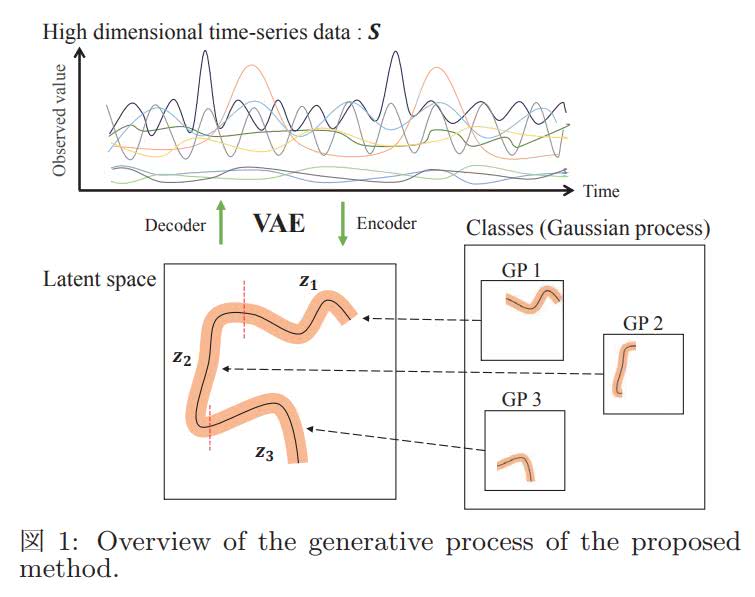 High dimensional time-series data : S
Observed value
Time
Decoder
VAE
Encoder
Classes (Gaussian process)
Latent space
z1
z2
z3
GP 1
GP 2
GP 3
図 1: Overview of the generative process of the proposed
method.